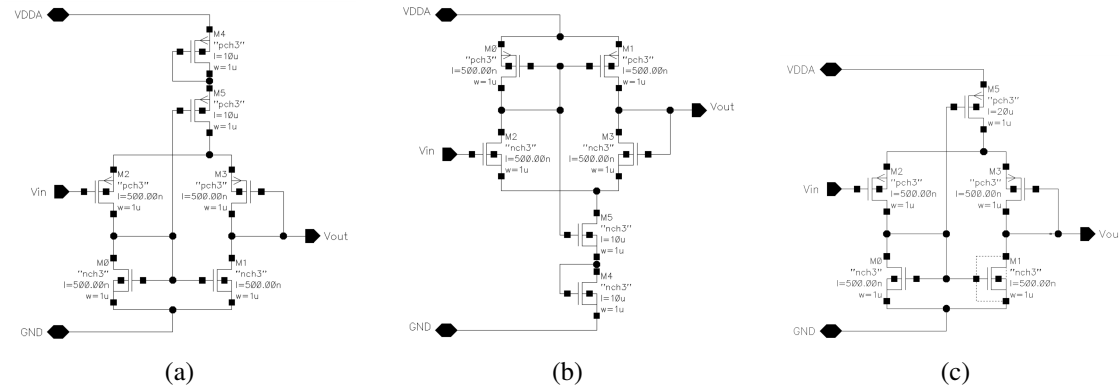 VDDA
M4
"pch3"
l=10u
w=1u
M5
"pch3"
l=10u
w=1u
M2
"pch3"
l=500.00n
w=1u
M3
"pch3"
l=500.00n
w=1u
Vin
Vout
M0
"nch3"
l=500.00n
w=1u
M1
"nch3"
l=500.00n
w=1u
GND
(a)
VDDA
M0
"pch3"
l=500.00n
w=1u
M1
"pch3"
l=500.00n
w=1u
Vout
M2
"nch3"
l=500.00n
w=1u
M3
"nch3"
l=500.00n
w=1u
Vin
M5
"nch3"
l=10u
w=1u
M4
"nch3"
l=10u
w=1u
GND
(b)
VDDA
M5
"pch3"
l=20u
w=1u
M2
"pch3"
l=500.00n
w=1u
M3
"pch3"
l=500.00n
w=1u
Vin
Vou
M0
"nch3"
l=500.00n
w=1u
M1
"nch3"
l=500.00n
w=1u
GND
(c)